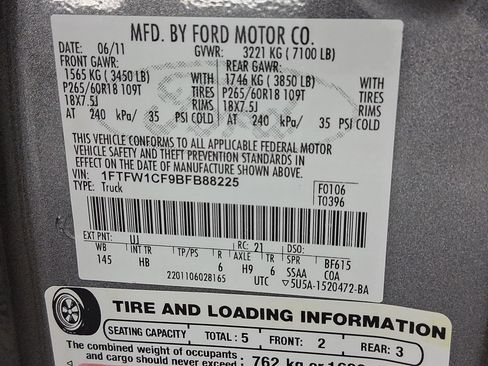 MFD. BY FORD MOTOR CO.
DATE: 06/11 GVWR: 3221 KG ( 7100 LB)
FRONT GAWR: REAR GAWR:
1565 KG ( 3450 LB) WITH 1746 KG ( 3850 LB) WITH
P265/60R18 109T TIRES P265/60R18 109T TIRES
18X7.5J RIMS 18X7.5J RIMS
AT 240 kPa/ 35 PSI COLD AT 240 kPa/ 35 PSI COLD
THIS VEHICLE CONFORMS TO ALL APPLICABLE FEDERAL MOTOR
VEHICLE SAFETY AND THEFT PREVENTION STANDARDS IN
EFFECT ON THE DATE OF MANUFACTURE SHOWN ABOVE.
VIN: 1FTFW1CF9BFB88225
TYPE: Truck
F0106
T0396
EXT PNT: UJ RC: 21 DSO:
WB INT TR TP/PS R AX TR SPR BF615
145 HB 6 H9 6 SSAA COA
2201106028165 UTC ▽5U5A-1520472-BA
TIRE AND LOADING INFORMATION
SEATING CAPACITY TOTAL: 5 FRONT: 2 REAR: 3
The combined weight of occupants
and cargo should never exceed 762 kg or